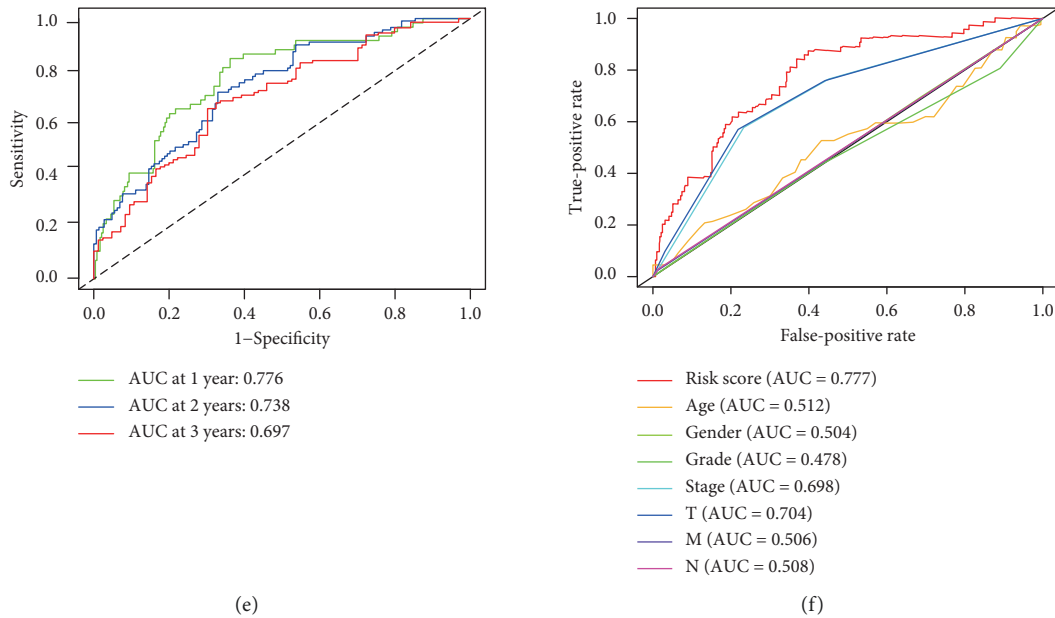 1.0
0.8
0.6
0.4
0.2
0.0
Sensitivity
0.0 0.2 0.4 0.6 0.8 1.0
1−Specificity
AUC at 1 year: 0.776
AUC at 2 years: 0.738
AUC at 3 years: 0.697
(e)
1.0
0.8
0.6
0.4
0.2
0.0
True-positive rate
0.0 0.2 0.4 0.6 0.8 1.0
False-positive rate
Risk score (AUC = 0.777)
Age (AUC = 0.512)
Gender (AUC = 0.504)
Grade (AUC = 0.478)
Stage (AUC = 0.698)
T (AUC = 0.704)
M (AUC = 0.506)
N (AUC = 0.508)
(f)